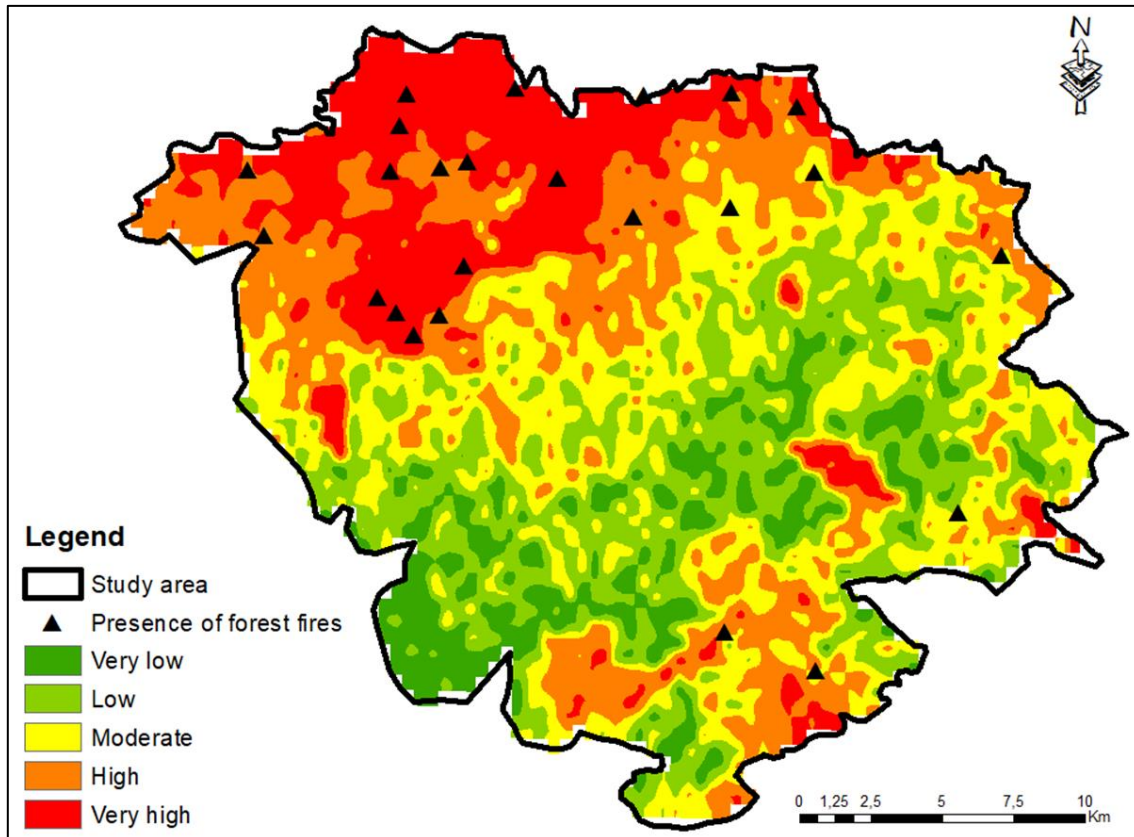 N
Legend
Study area
Presence of forest fires
Very low
Low
Moderate
High
Very high
0 1,25 2,5 5 7,5 10
Km